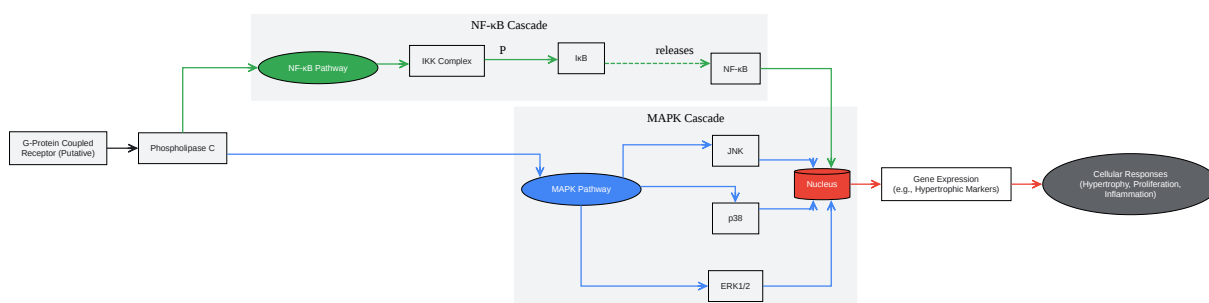 NF-κB Cascade
NF-κB Pathway
IKK Complex
P
IκB
releases
NF-κB
G-Protein Coupled
Receptor (Putative)
Phospholipase C
MAPK Cascade
MAPK Pathway
JNK
p38
ERK1/2
Nucleus
Gene Expression
(e.g., Hypertrophic Markers)
Cellular Responses
(Hypertrophy, Proliferation,
Inflammation)